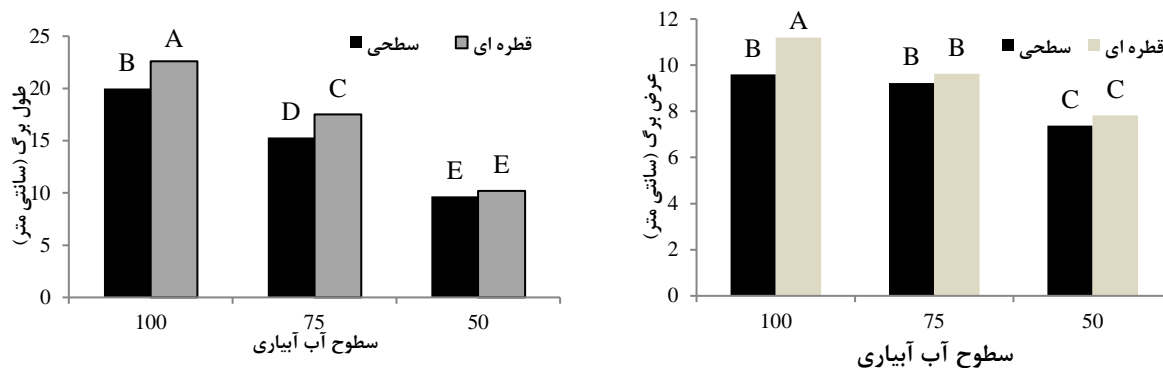 طول برگ (سانتی متر)
25
20
15
10
5
0
سطحی
قطره ای
B
A
D
C
E
E
100
75
50
سطوح آب آبیاری
عرض برگ (سانتی متر)
12
10
8
6
4
2
0
سطحی
قطره ای
B
A
B
B
C
C
100
75
50
سطوح آب آبیاری